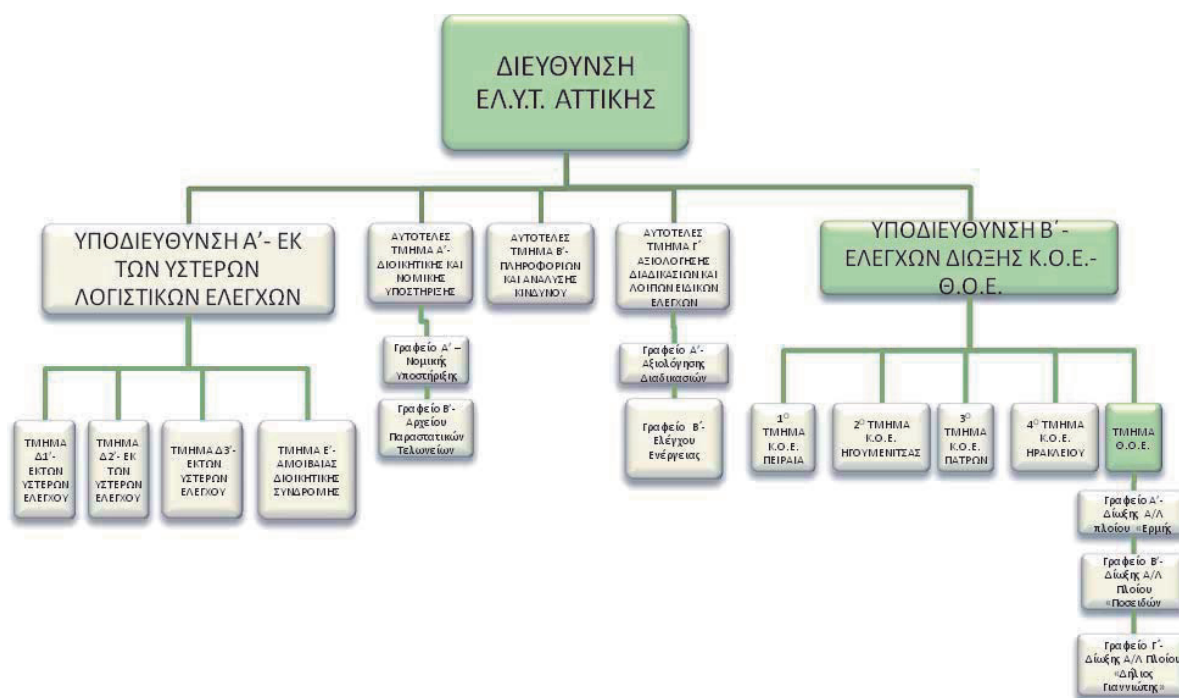 ΔΙΕΥΘΥΝΣΗ
ΕΛ.Υ.Τ. ΑΤΤΙΚΗΣ
ΥΠΟΔΙΕΥΘΥΝΣΗ Α’- ΕΚ
ΤΩΝ ΥΣΤΕΡΩΝ
ΛΟΓΙΣΤΙΚΩΝ ΕΛΕΓΧΩΝ
ΑΥΤΟΤΕΛΕΣ
ΤΜΗΜΑ Α’-
ΔΙΟΙΚΗΤΙΚΗΣ ΚΑΙ
ΝΟΜΙΚΗΣ
ΥΠΟΣΤΗΡΙΞΗΣ
ΑΥΤΟΤΕΛΕΣ
ΤΜΗΜΑ Β’-
ΠΛΗΡΟΦΟΡΙΩΝ
ΚΑΙ ΑΝΑΛΥΣΗΣ
ΚΙΝΔΥΝΟΥ
ΑΥΤΟΤΕΛΕΣ
ΤΜΗΜΑ Γ΄
ΑΞΙΟΛΟΓΗΣΗΣ
ΔΙΑΔΙΚΑΣΙΩΝ ΚΑΙ
ΛΟΙΠΩΝ ΕΙΔΙΚΩΝ
ΕΛΕΓΧΩΝ
ΥΠΟΔΙΕΥΘΥΝΣΗ Β΄-
ΕΛΕΓΧΩΝ ΔΙΩΞΗΣ Κ.Ο.Ε.-
Θ.Ο.Ε.
Γραφείο Α’ –
Νομικής
Υποστήριξης
Γραφείο Β’-
Αρχείου
Παραστατικών
Τελωνείων
Γραφείο Α’-
Αξιολόγησης
Διαδικασιών
Γραφείο Β’-
Ελέγχου
Ενέργειας
ΤΜΗΜΑ
Δ1’-
ΕΚΤΩΝ
ΥΣΤΕΡΩΝ
ΕΛΕΓΧΟΥ
ΤΜΗΜΑ
Δ2’- ΕΚ
ΤΩΝ
ΥΣΤΕΡΩΝ
ΕΛΕΓΧΟΥ
ΤΜΗΜΑ Δ3’-
ΕΚΤΩΝ
ΥΣΤΕΡΩΝ
ΕΛΕΓΧΟΥ
ΤΜΗΜΑ Ε’-
ΑΜΟΙΒΑΙΑΣ
ΔΙΟΙΚΗΤΙΚΗΣ
ΣΥΝΔΡΟΜΗΣ
1Ο
ΤΜΗΜΑ
Κ.Ο.Ε.
ΠΕΙΡΑΙΑ
2Ο ΤΜΗΜΑ
Κ.Ο.Ε.
ΗΓΟΥΜΕΝΙΤΣΑΣ
3Ο
ΤΜΗΜΑ
Κ.Ο.Ε.
ΠΑΤΡΩΝ
4Ο ΤΜΗΜΑ
Κ.Ο.Ε.
ΗΡΑΚΛΕΙΟΥ
ΤΜΗΜΑ
Θ.Ο.Ε.
Γραφείο Α’-
Δίωξης Α/Λ
πλοίου «Ερμής
Γραφείο Β’-
Δίωξης Α/Λ
Πλοίου
«Ποσειδών
Γραφείο Γ΄-
Δίωξης Α/Λ Πλοίου
«Δήλιος
Γιαννιώτης»